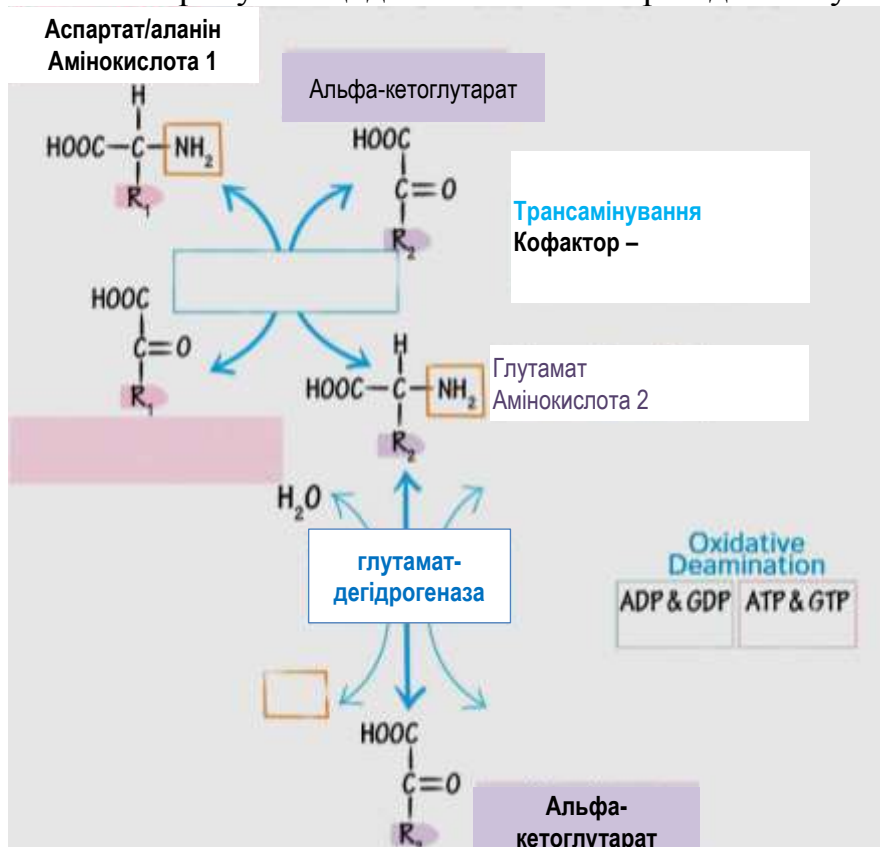 Аспартат/аланін
Амінокислота 1
Альфа-кетоглутарат
H
HOOC–C–NH₂
R₁
HOOC
C=O
R₂
Трансамінування
Кофактор –
HOOC
C=O
R₁
H
HOOC–C–NH₂
R₂
Глутамат
Амінокислота 2
H₂O
глутамат-
дегідрогеназа
Oxidative
Deamination
ADP & GDP ATP & GTP
HOOC
C=O
Альфа-
кетоглутарат